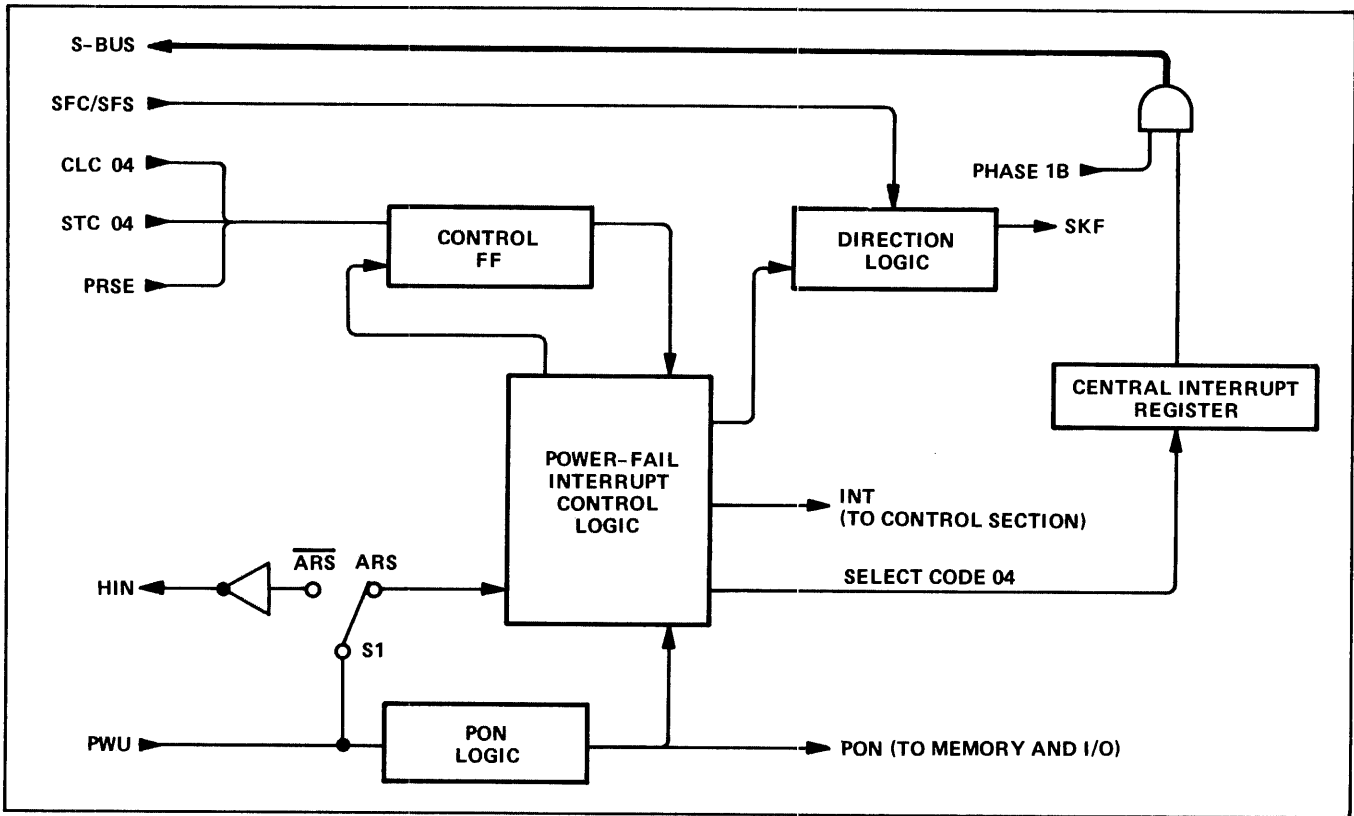 S-BUS
SFC/SFS
CLC 04
STC 04
PRSE
CONTROL
FF
PHASE 1B
DIRECTION
LOGIC
SKF
CENTRAL INTERRUPT
REGISTER
POWER-FAIL
INTERRUPT
CONTROL
LOGIC
INT
(TO CONTROL SECTION)
SELECT CODE 04
HIN
A̅R̅S̅ ARS
S1
PWU
PON
LOGIC
PON (TO MEMORY AND I/O)